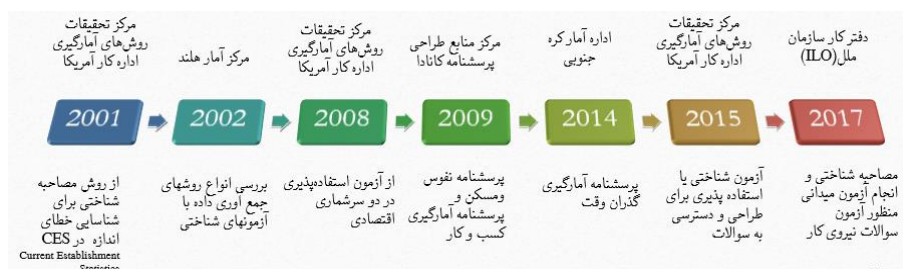 مرکز تحقیقات
روش‌های آمارگیری
اداره کار آمریکا
مرکز آمار هلند
مرکز تحقیقات
روش‌های آمارگیری
اداره کار آمریکا
مرکز منابع طراحی
پرسشنامه کانادا
اداره آمار کره
جنوبی
مرکز تحقیقات
روش‌های آمارگیری
اداره کار آمریکا
دفتر کار سازمان
ملل(ILO)
2001
2002
2008
2009
2014
2015
2017
از روش مصاحبه
شناختی برای
شناسایی خطای
اندازه در CES
Current Establishment
Statistics
بررسی انواع روشهای
جمع آوری داده با
آزمونهای شناختی
از آزمون استفاده‌پذیری
در دو سرشماری
اقتصادی
پرسشنامه نفوس
ومسکن و
پرسشنامه آمارگیری
کسب و کار
پرسشنامه آمارگیری
گذران وقت
آزمون شناختی یا
استفاده پذیری برای
طراحی و دسترسی
به سوالات
مصاحبه شناختی و
انجام آزمون میدانی
منظور آزمون
سوالات نیروی کار